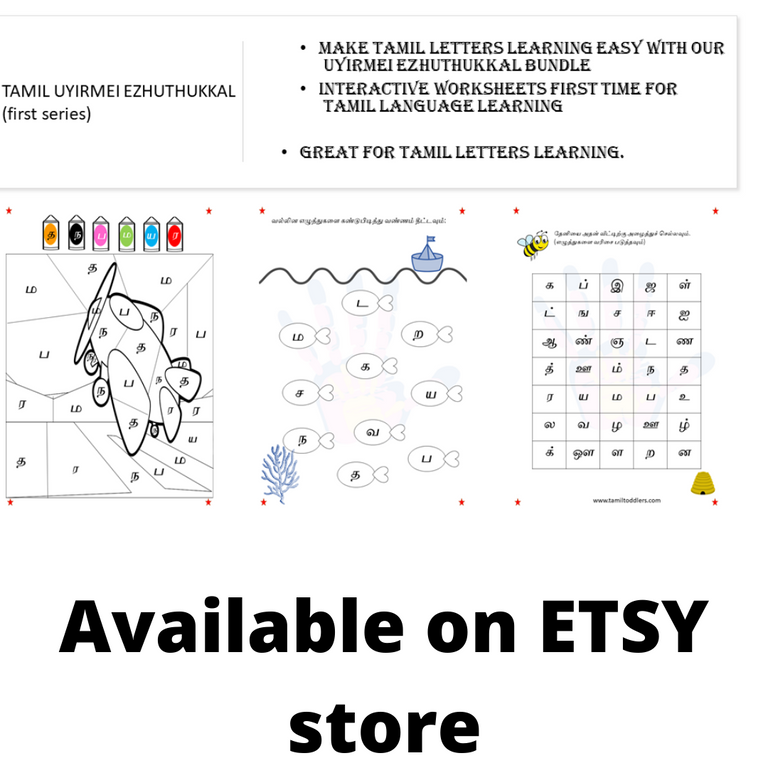 TAMIL UYIRMEI EZHUTHUKKAL
(first series)
• MAKE TAMIL LETTERS LEARNING EASY WITH OUR
UYIRMEI EZHUTHUKKAL BUNDLE
• INTERACTIVE WORKSHEETS FIRST TIME FOR
TAMIL LANGUAGE LEARNING
• GREAT FOR TAMIL LETTERS LEARNING.
த ந ப ம ய ர
த
ம ம
ம ப ந
ந ர ப
ப த
ந ம
ப ந த
ர ம ர ர
த
ய
த ர ம
ந ப
வல்லின எழுத்துகளை கண்டுபிடித்து வண்ணம் தீட்டவும்:
ட
ம ற
க
ச ய
ந வ
ப
த
தேனியை அதன் வீட்டிற்கு அழைத்துச் செல்லவும்.
(எழுத்துகளை வரிசை படுத்தவும்)
க ப் இ ஜ ள்
ட் ங ச ஈ ஐ
ஆ ண் ஞ ட ண
த் ஊ ம் ந த
ர ய ம ப உ
ல வ ழ ஊ ழ்
க் ஔ ள ற ன
www.tamiltoddlers.com
Available on ETSY
store